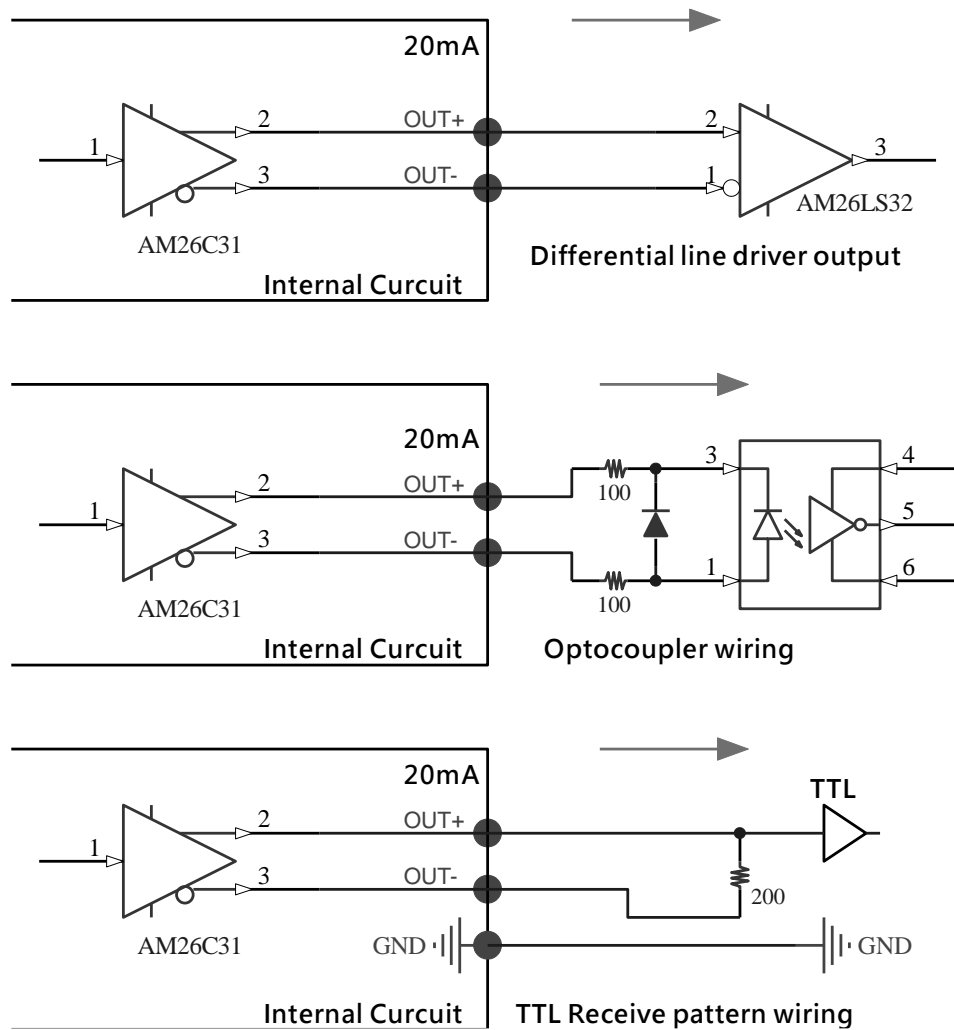 20mA
OUT+
2
2
1
3
3
OUT-
1
AM26C31
AM26LS32
Differential line driver output
Internal Curcuit
20mA
OUT+
2
3
4
100
1
5
3
OUT-
1
6
100
AM26C31
Internal Curcuit
Optocoupler wiring
20mA
TTL
OUT+
2
1
3
OUT-
200
AM26C31
GND
GND
Internal Curcuit
TTL Receive pattern wiring